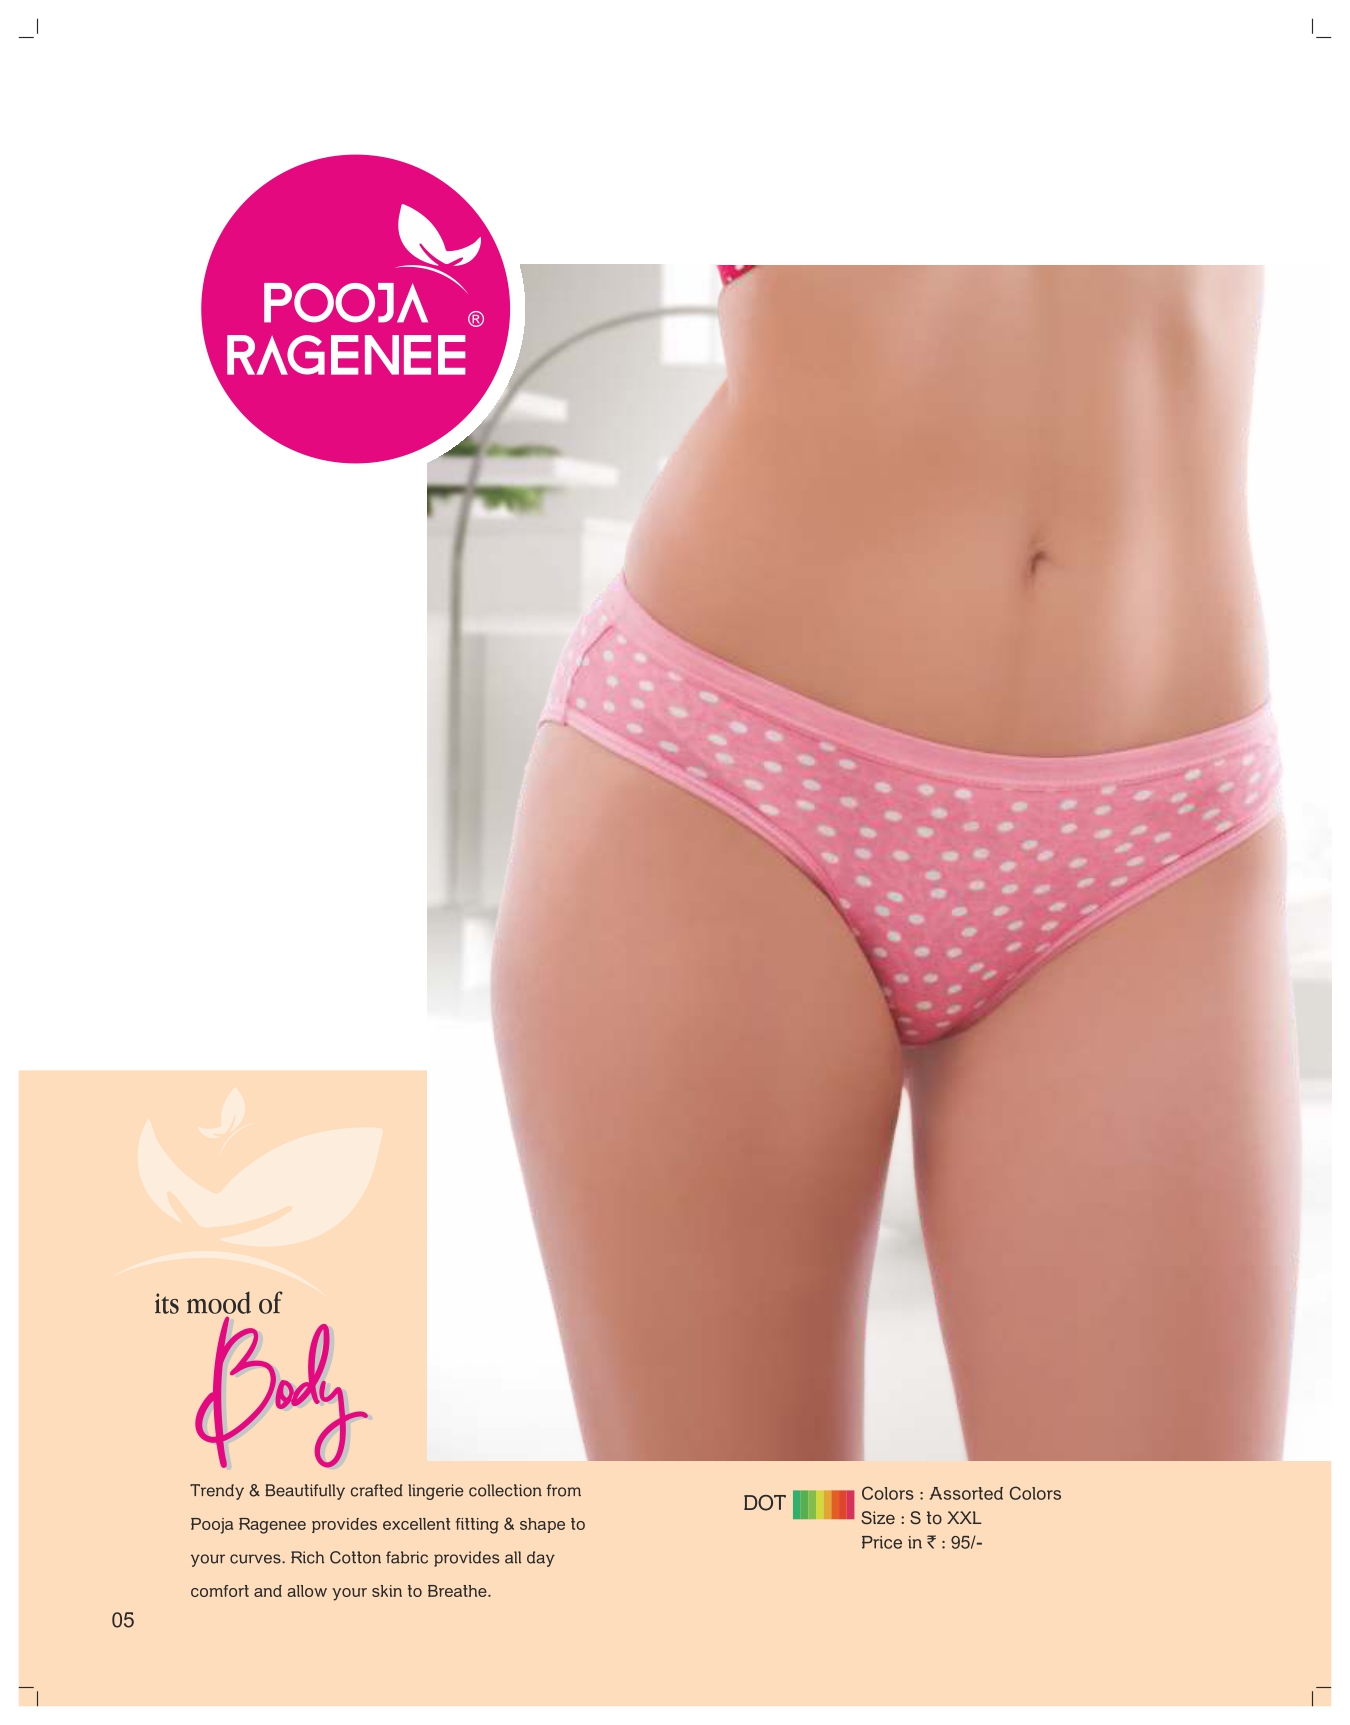 POOJA
RAGENEE
®
its mood of
Body
Trendy & Beautifully crafted lingerie collection from
Pooja Ragenee provides excellent fitting & shape to
your curves. Rich Cotton fabric provides all day
comfort and allow your skin to Breathe.
DOT
Colors : Assorted Colors
Size : S to XXL
Price in ₹ : 95/-
05